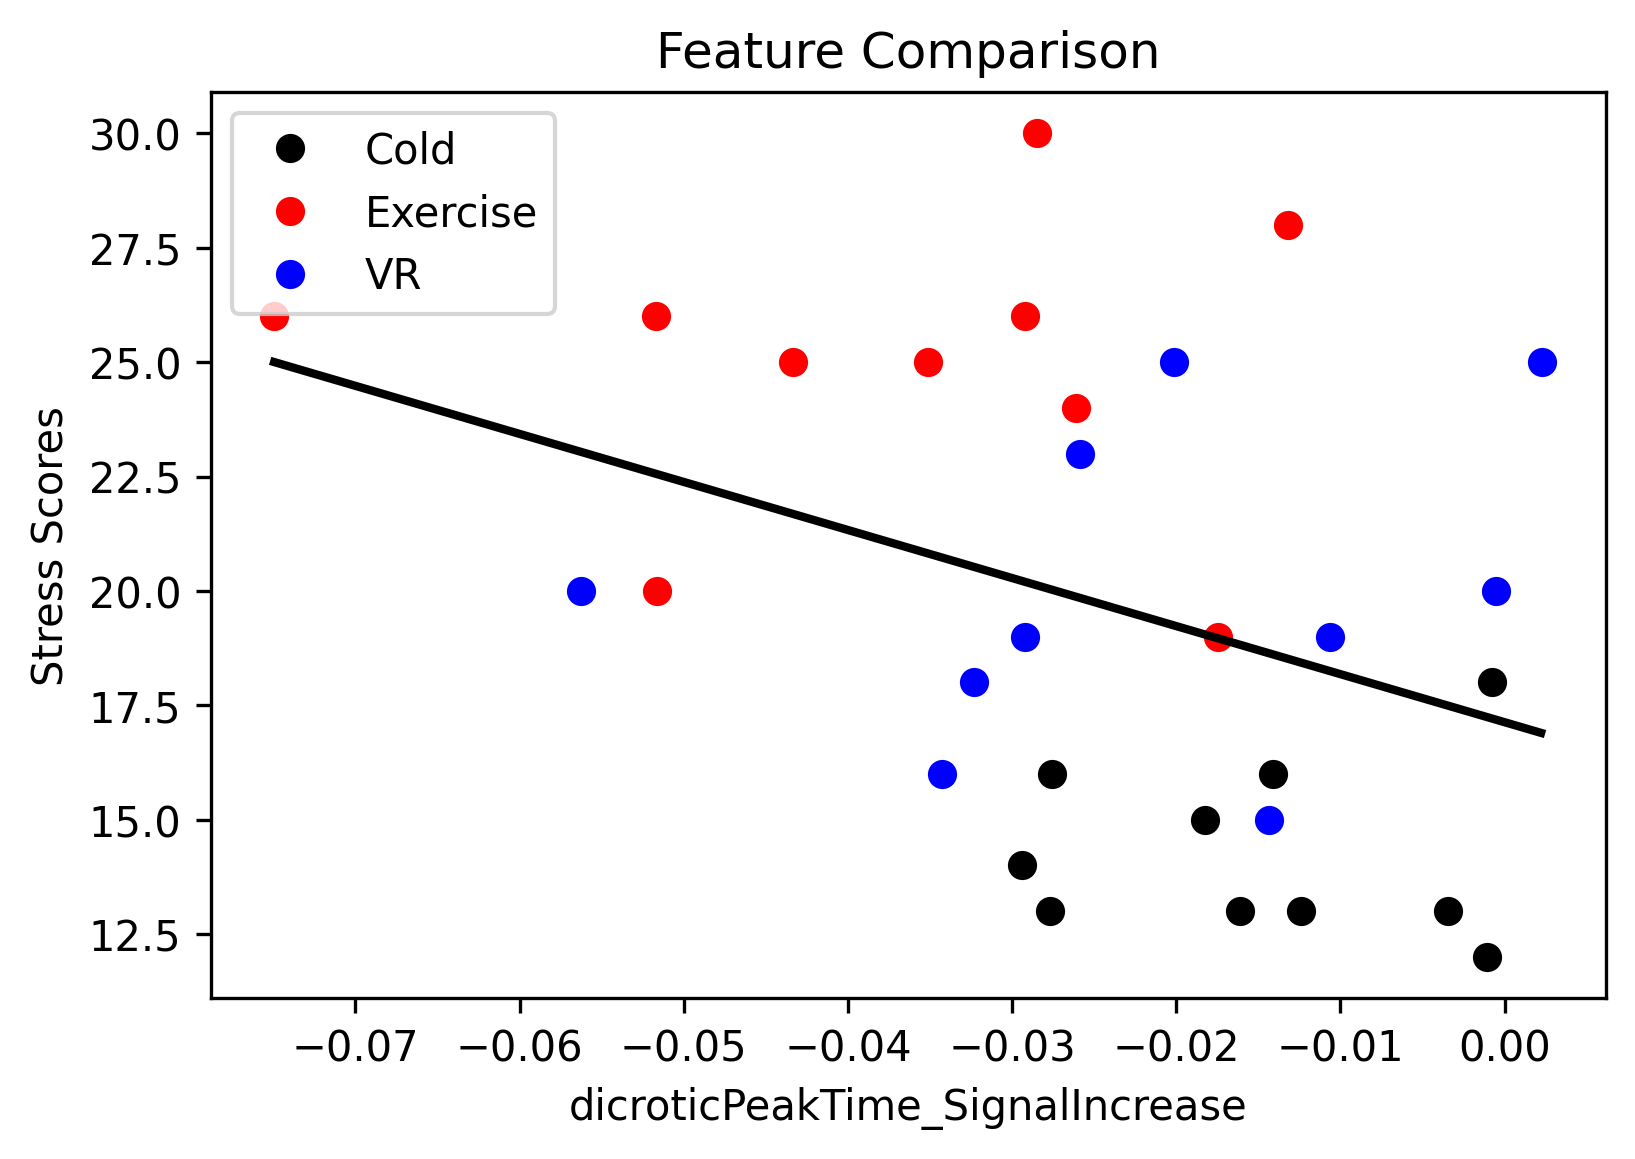 Feature Comparison
Cold
Exercise
VR
30.0
27.5
25.0
22.5
20.0
17.5
15.0
12.5
Stress Scores
−0.07 −0.06 −0.05 −0.04 −0.03 −0.02 −0.01 0.00
dicroticPeakTime_SignalIncrease